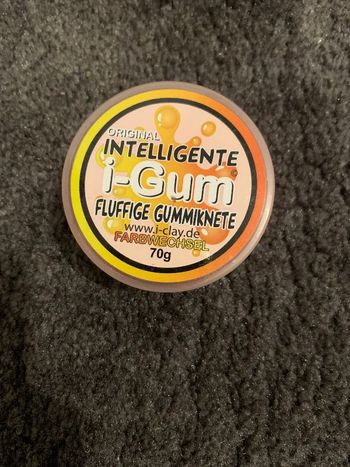 ORIGINAL
INTELLIGENTE
i-Gum©
FLUFFIGE GUMMIKNETE
www.i-clay.de
FARBWECHSEL
70g